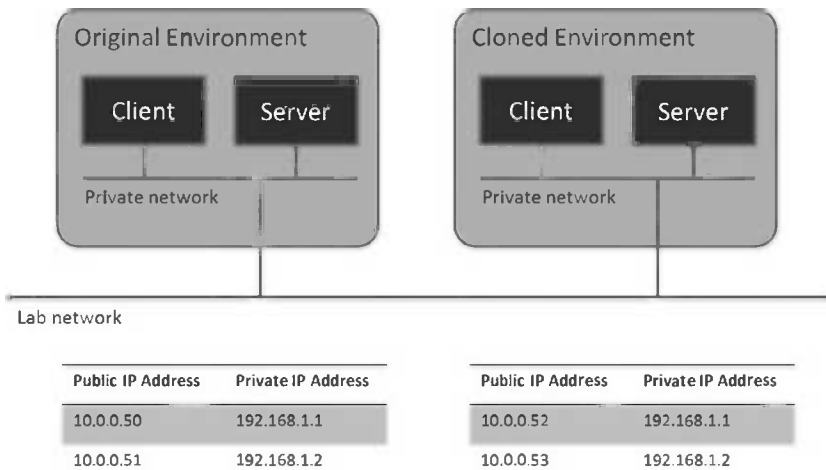 Original Environment
Client
Server
Private network
Cloned Environment
Client
Server
Private network
Lab network
Public IP Address Private IP Address
10.0.0.50 192.168.1.1
10.0.0.51 192.168.1.2
Public IP Address Private IP Address
10.0.0.52 192.168.1.1
10.0.0.53 192.168.1.2